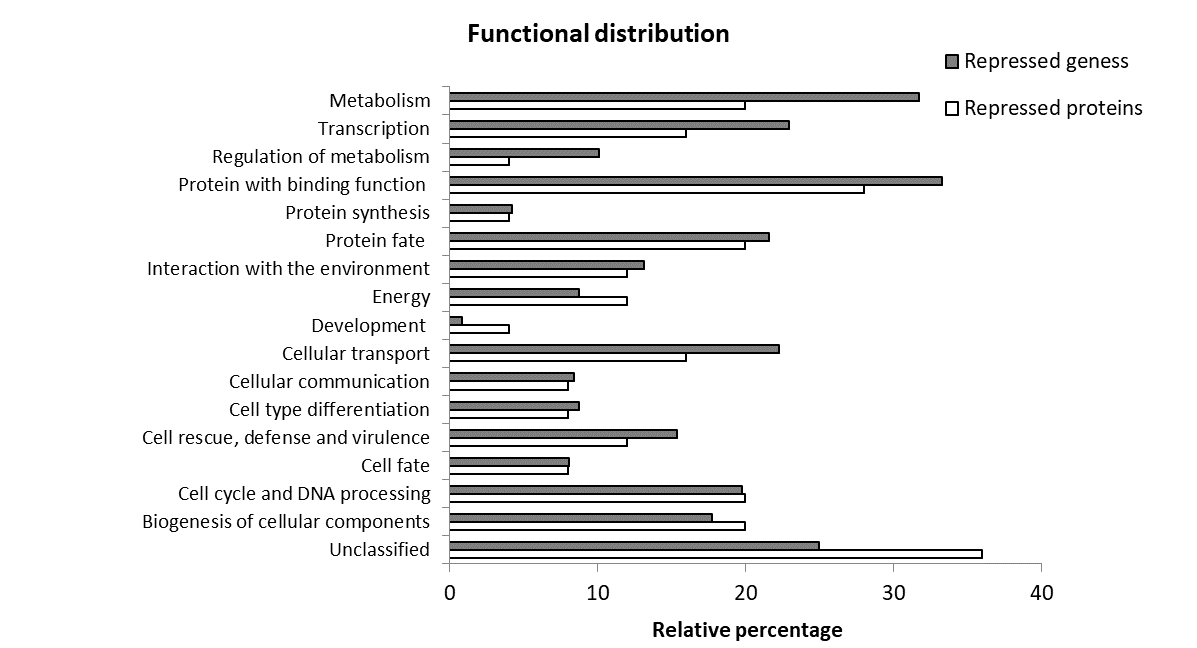 Functional distribution
Repressed geness
Repressed proteins
Metabolism
Transcription
Regulation of metabolism
Protein with binding function
Protein synthesis
Protein fate
Interaction with the environment
Energy
Development
Cellular transport
Cellular communication
Cell type differentiation
Cell rescue, defense and virulence
Cell fate
Cell cycle and DNA processing
Biogenesis of cellular components
Unclassified
0 10 20 30 40
Relative percentage